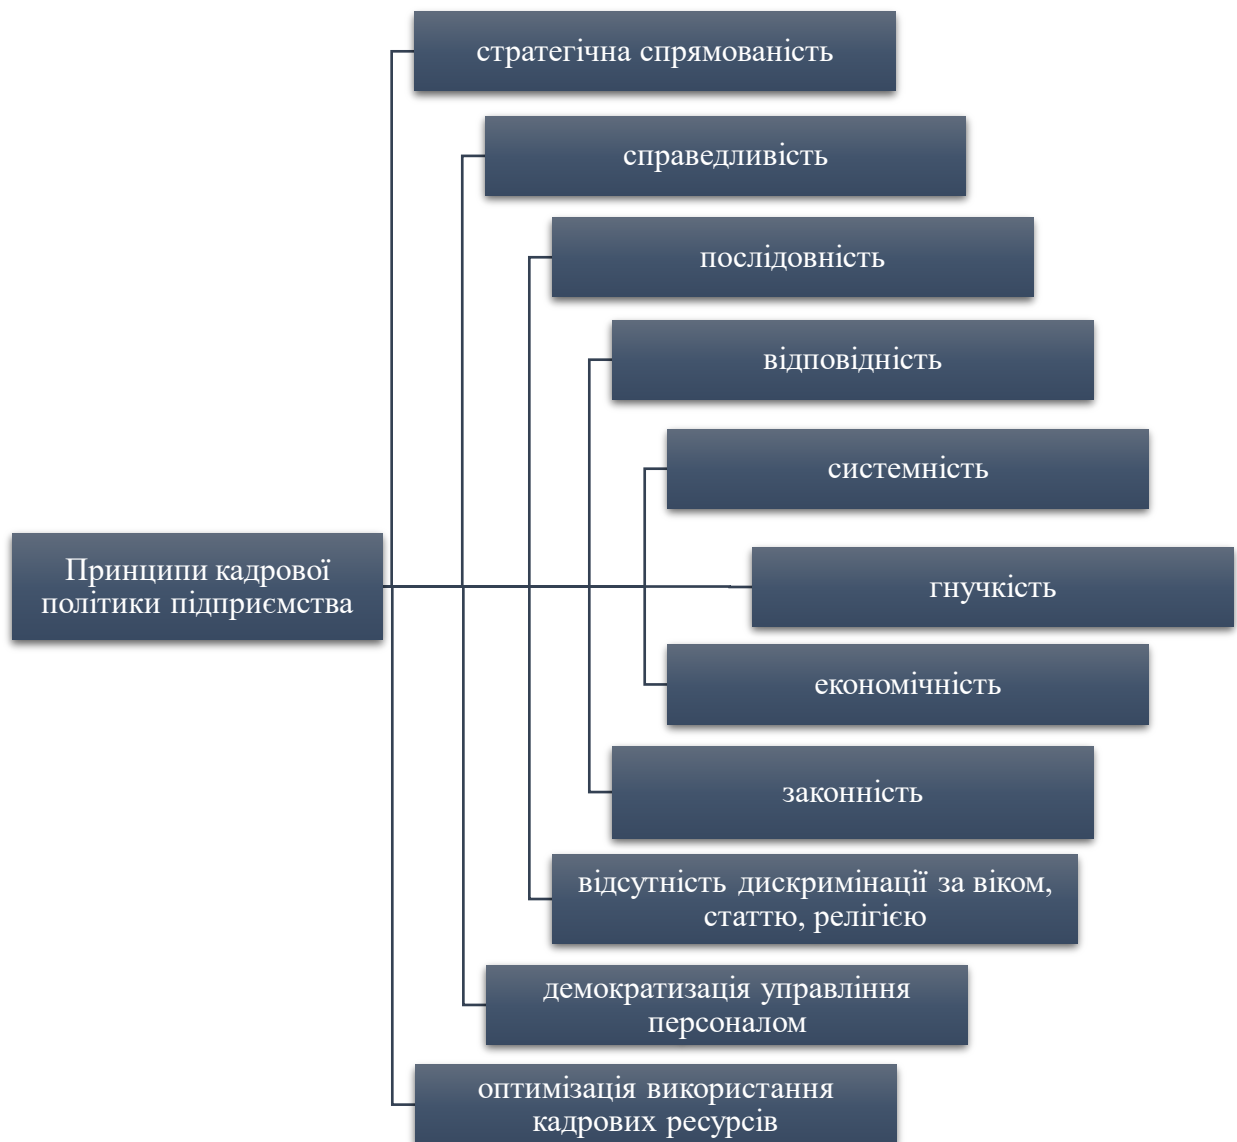 стратегічна спрямованість
справедливість
послідовність
відповідність
системність
Принципи кадрової
політики підприємства
гнучкість
економічність
законність
відсутність дискримінації за віком,
статтю, релігією
демократизація управління
персоналом
оптимізація використання
кадрових ресурсів